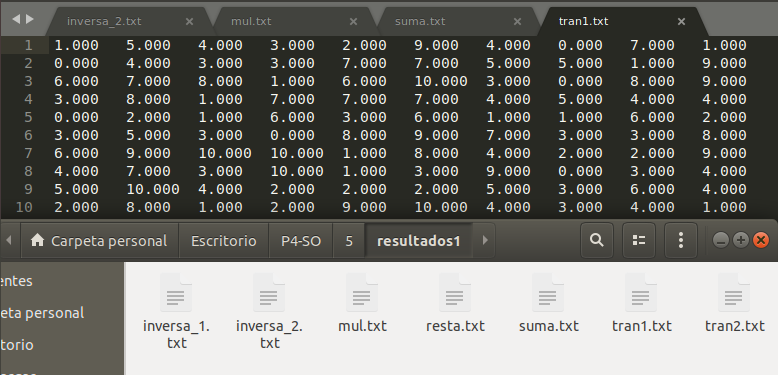 inversa_2.txt × mul.txt × suma.txt × tran1.txt ×
1 1.000 5.000 4.000 3.000 2.000 9.000 4.000 0.000 7.000 1.000
2 0.000 4.000 3.000 3.000 7.000 7.000 5.000 5.000 1.000 9.000
3 6.000 7.000 8.000 1.000 6.000 10.000 3.000 0.000 8.000 9.000
4 3.000 8.000 1.000 7.000 7.000 7.000 4.000 5.000 4.000 4.000
5 0.000 2.000 1.000 6.000 3.000 6.000 1.000 1.000 6.000 2.000
6 3.000 5.000 3.000 0.000 8.000 9.000 7.000 3.000 3.000 8.000
7 6.000 9.000 10.000 10.000 1.000 8.000 4.000 2.000 2.000 9.000
8 4.000 7.000 3.000 10.000 1.000 3.000 9.000 0.000 3.000 4.000
9 5.000 10.000 4.000 2.000 2.000 2.000 5.000 3.000 6.000 4.000
10 2.000 8.000 1.000 2.000 9.000 10.000 4.000 3.000 4.000 1.000
Carpeta personal Escritorio P4-SO 5 resultados1
entes
eta personal
torio
inversa_1.txt inversa_2.txt mul.txt resta.txt suma.txt tran1.txt tran2.txt